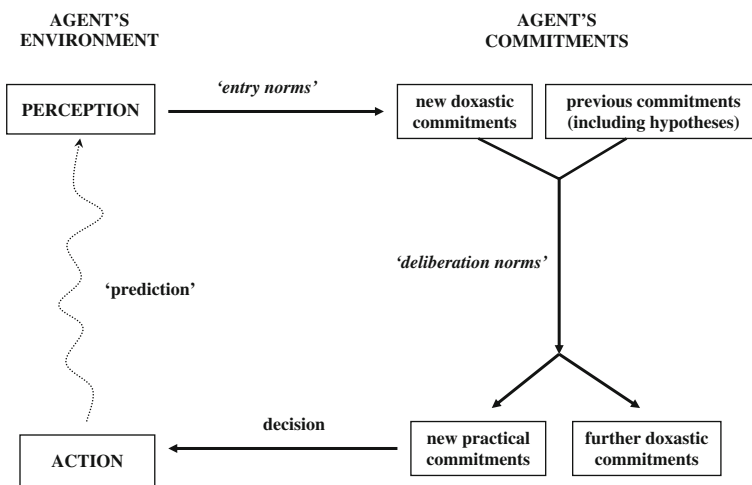 AGENT'S
ENVIRONMENT
AGENT'S
COMMITMENTS
PERCEPTION
'entry norms'
new doxastic
commitments
previous commitments
(including hypotheses)
'deliberation norms'
'prediction'
decision
ACTION
new practical
commitments
further doxastic
commitments